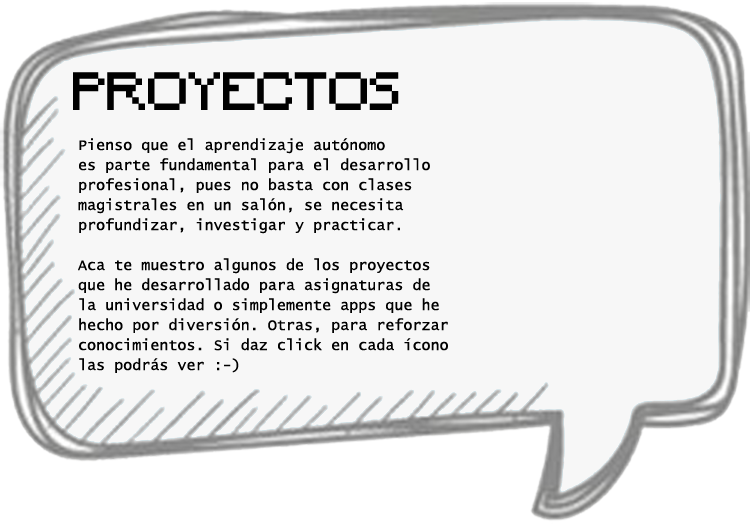 PROYECTOS
Pienso que el aprendizaje autónomo
es parte fundamental para el desarrollo
profesional, pues no basta con clases
magistrales en un salón, se necesita
profundizar, investigar y practicar.
Aca te muestro algunos de los proyectos
que he desarrollado para asignaturas de
la universidad o simplemente apps que he
hecho por diversión. Otras, para reforzar
conocimientos. Si daz click en cada ícono
las podrás ver :-)